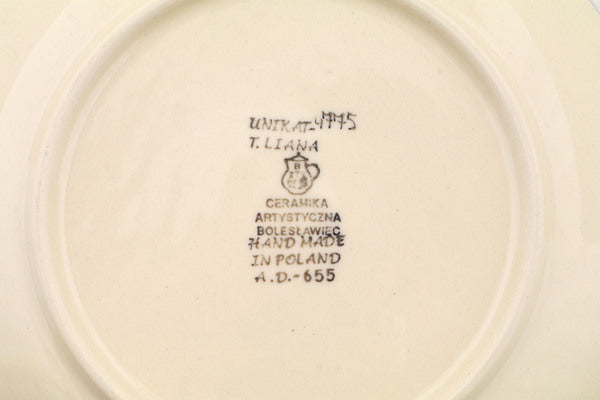 UNIKAT-4775
T. LIANA
B
CERAMIKA
ARTYSTYCZNA
BOLESŁAWIEC
HAND MADE
IN POLAND
A.D.-655